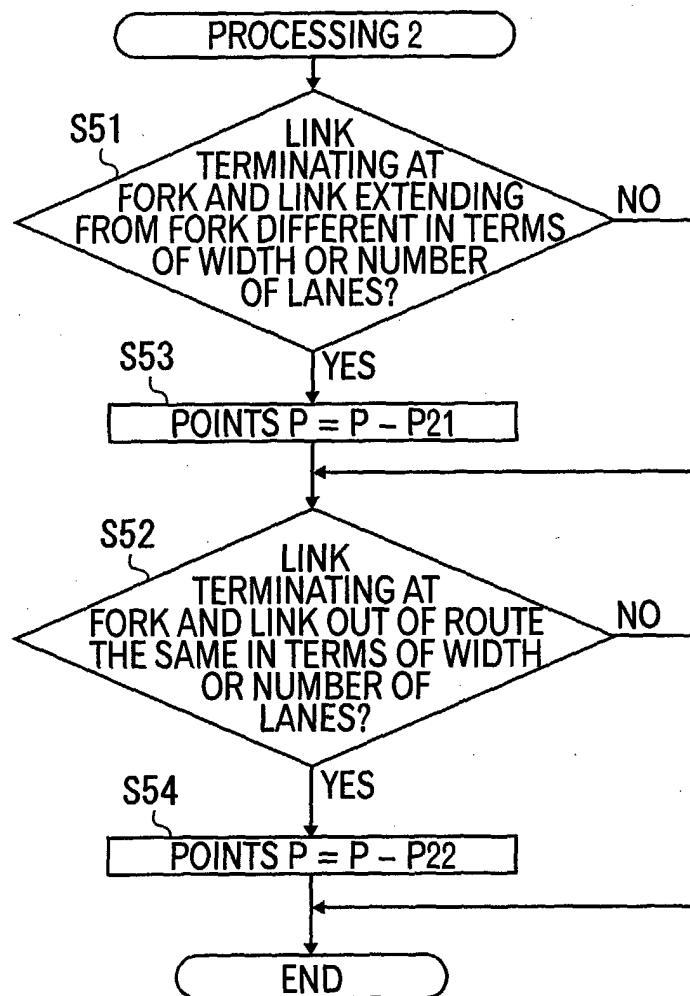 PROCESSING 2
S51
LINK
TERMINATING AT
FORK AND LINK EXTENDING
FROM FORK DIFFERENT IN TERMS
OF WIDTH OR NUMBER
OF LANES?
NO
YES
S53
POINTS P = P – P21
S52
LINK
TERMINATING AT
FORK AND LINK OUT OF ROUTE
THE SAME IN TERMS OF WIDTH
OR NUMBER OF
LANES?
NO
YES
S54
POINTS P = P – P22
END